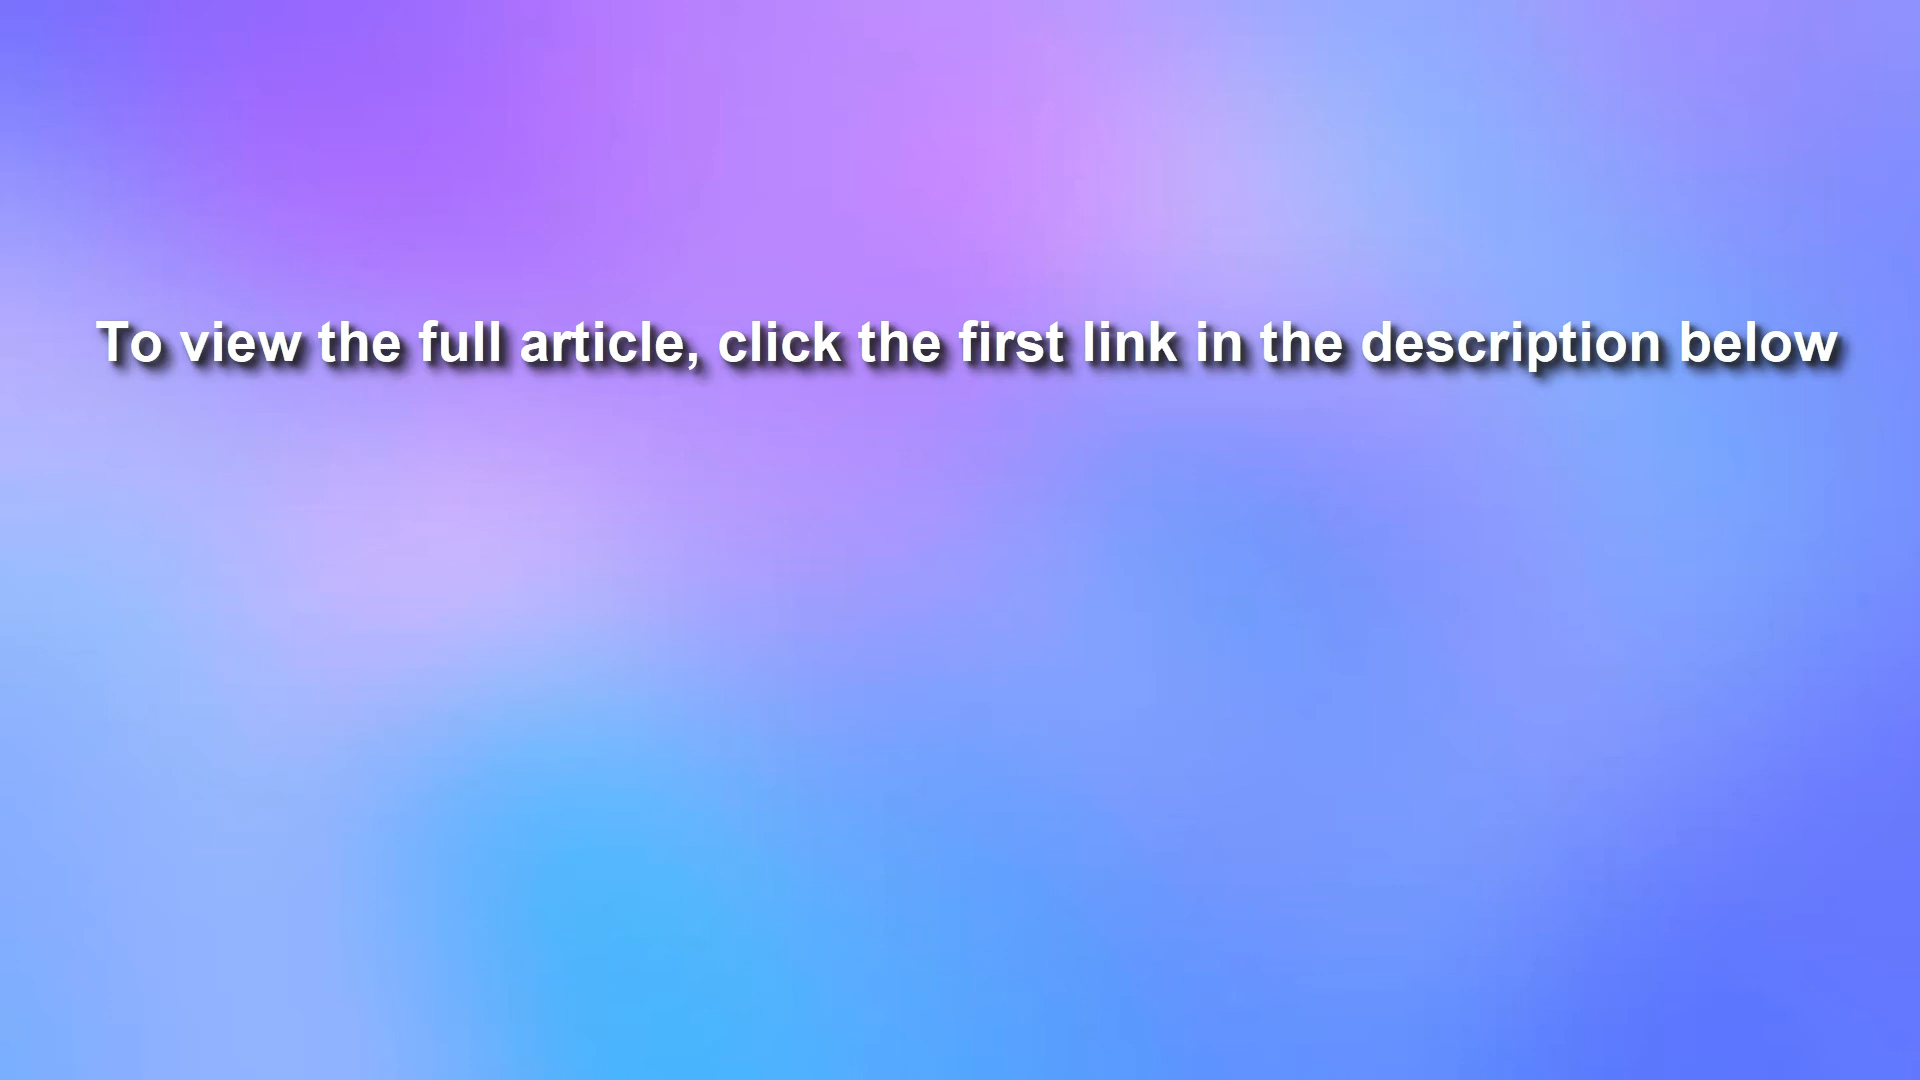 To view the full article, click the first link in the description below